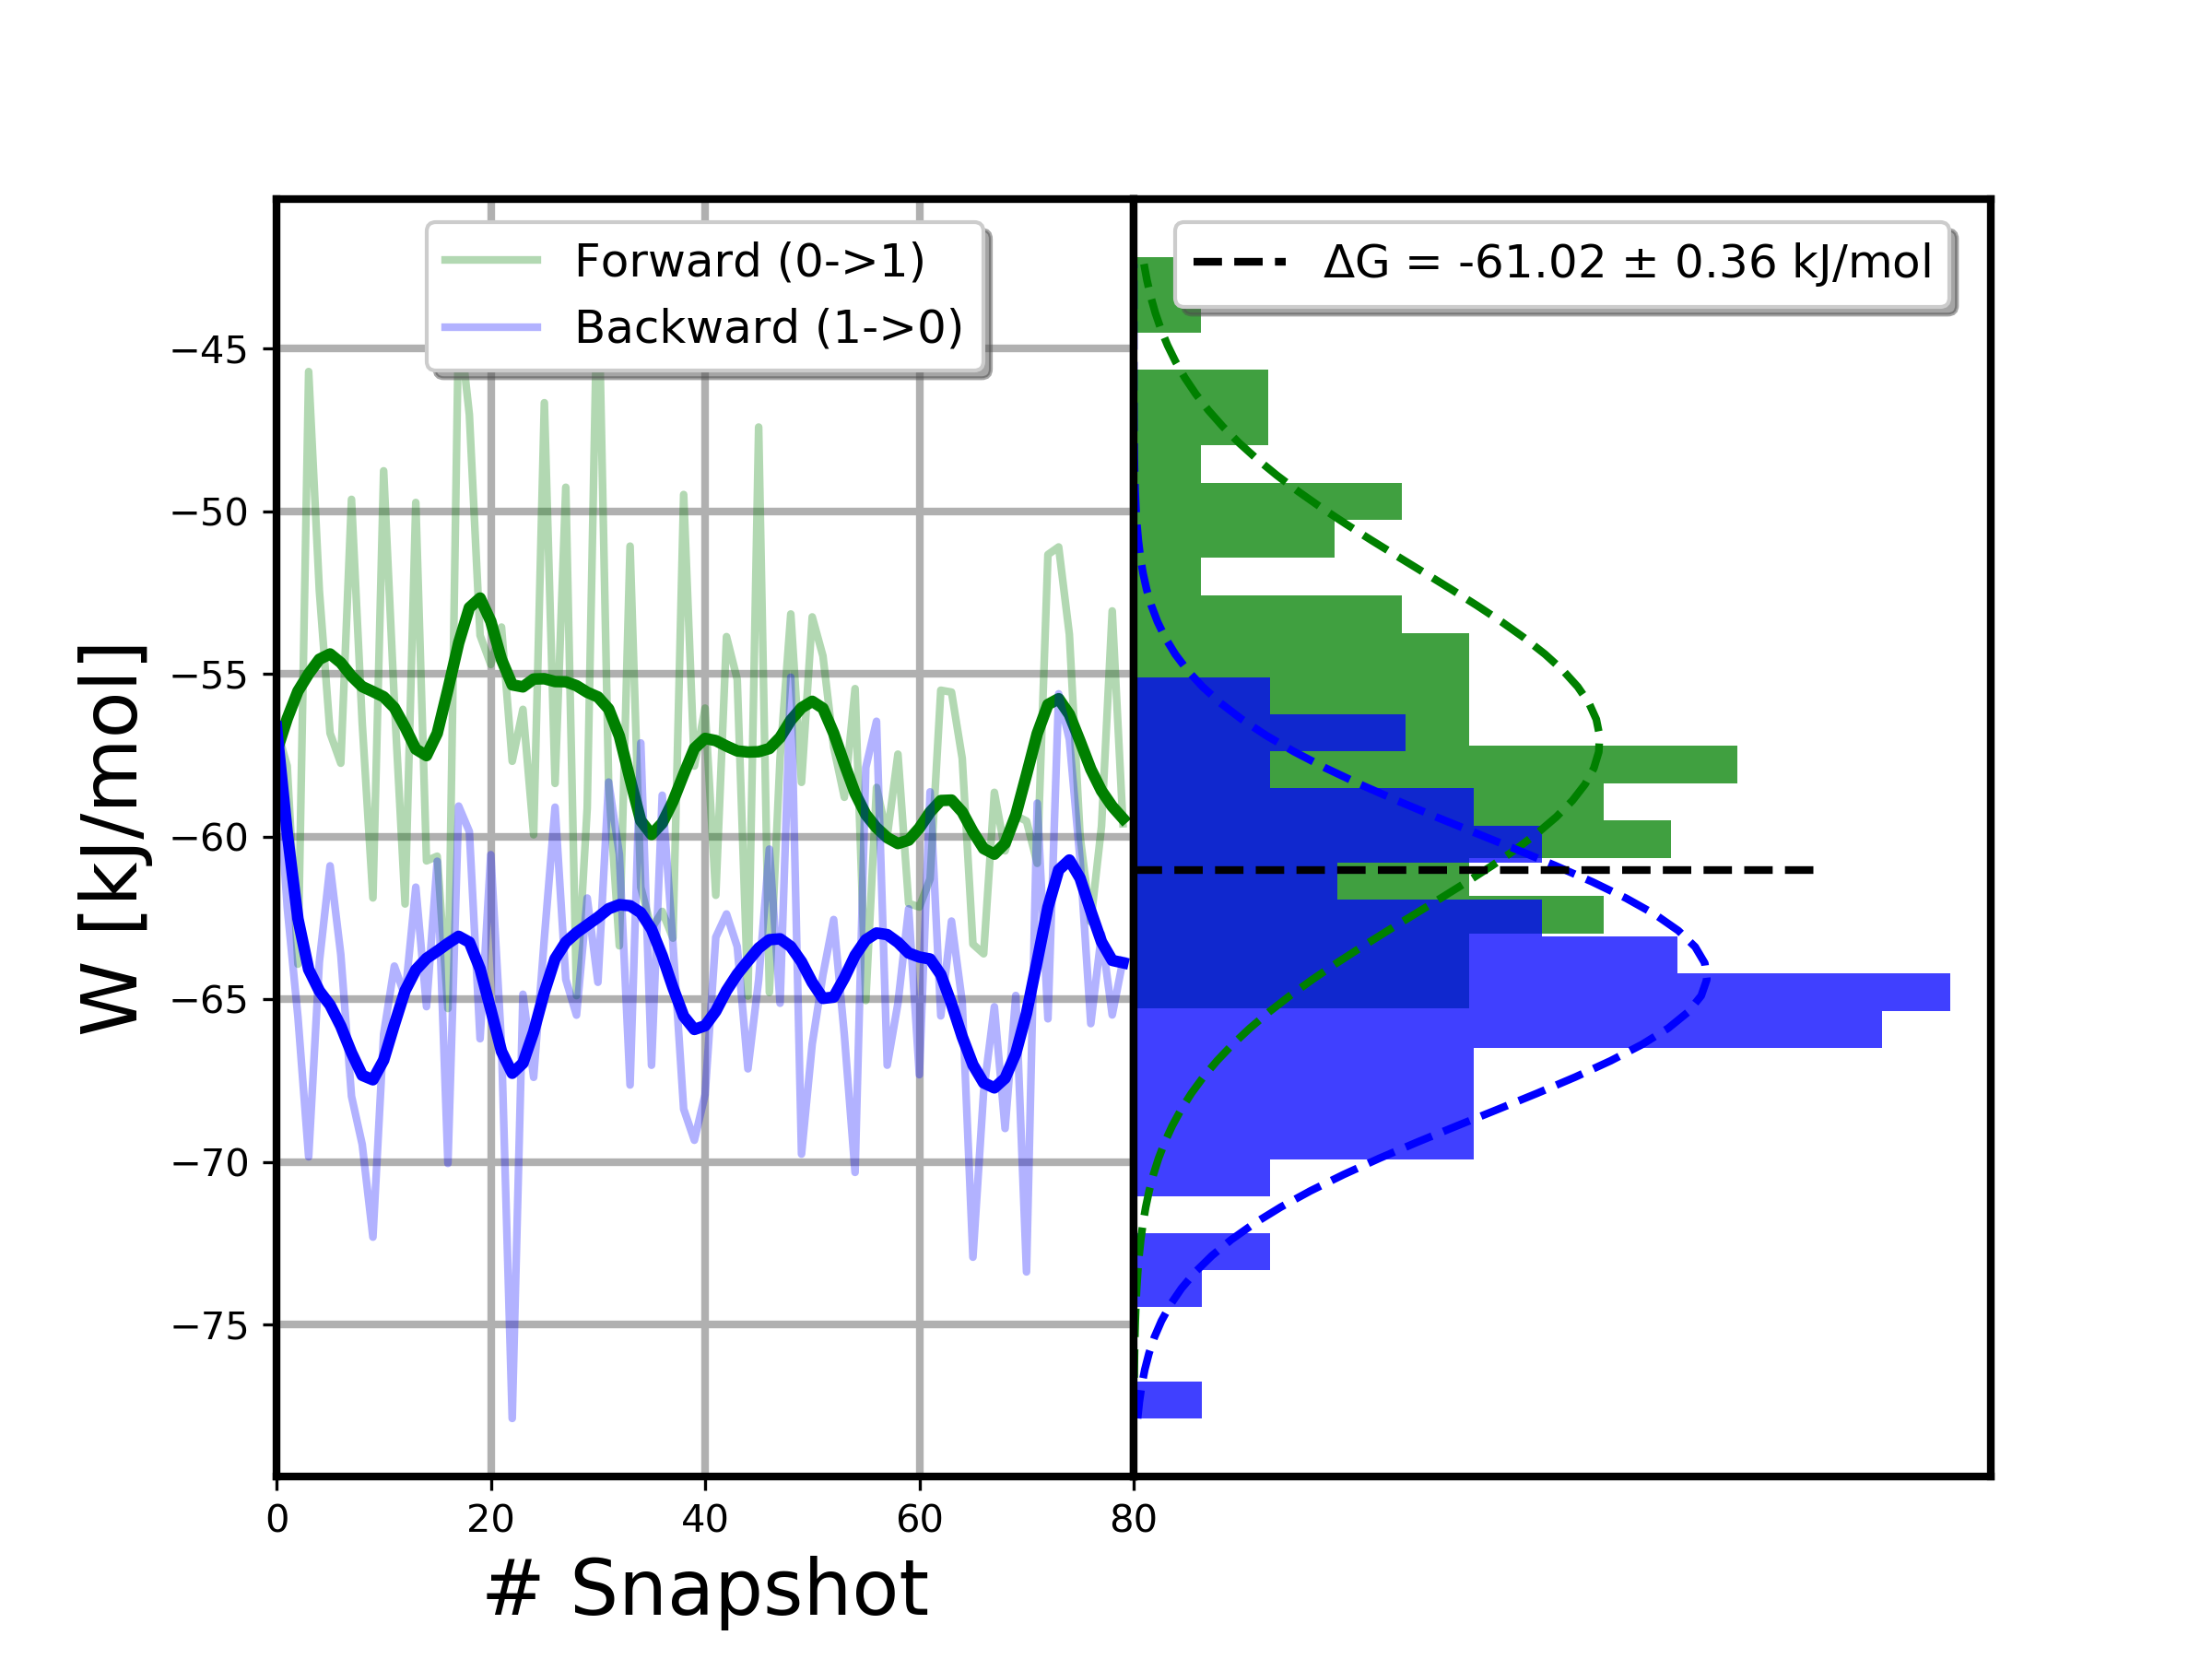 Forward (0->1)
Backward (1->0)
ΔG = -61.02 ± 0.36 kJ/mol
W [kJ/mol]
−45
−50
−55
−60
−65
−70
−75
0 20 40 60 80
# Snapshot